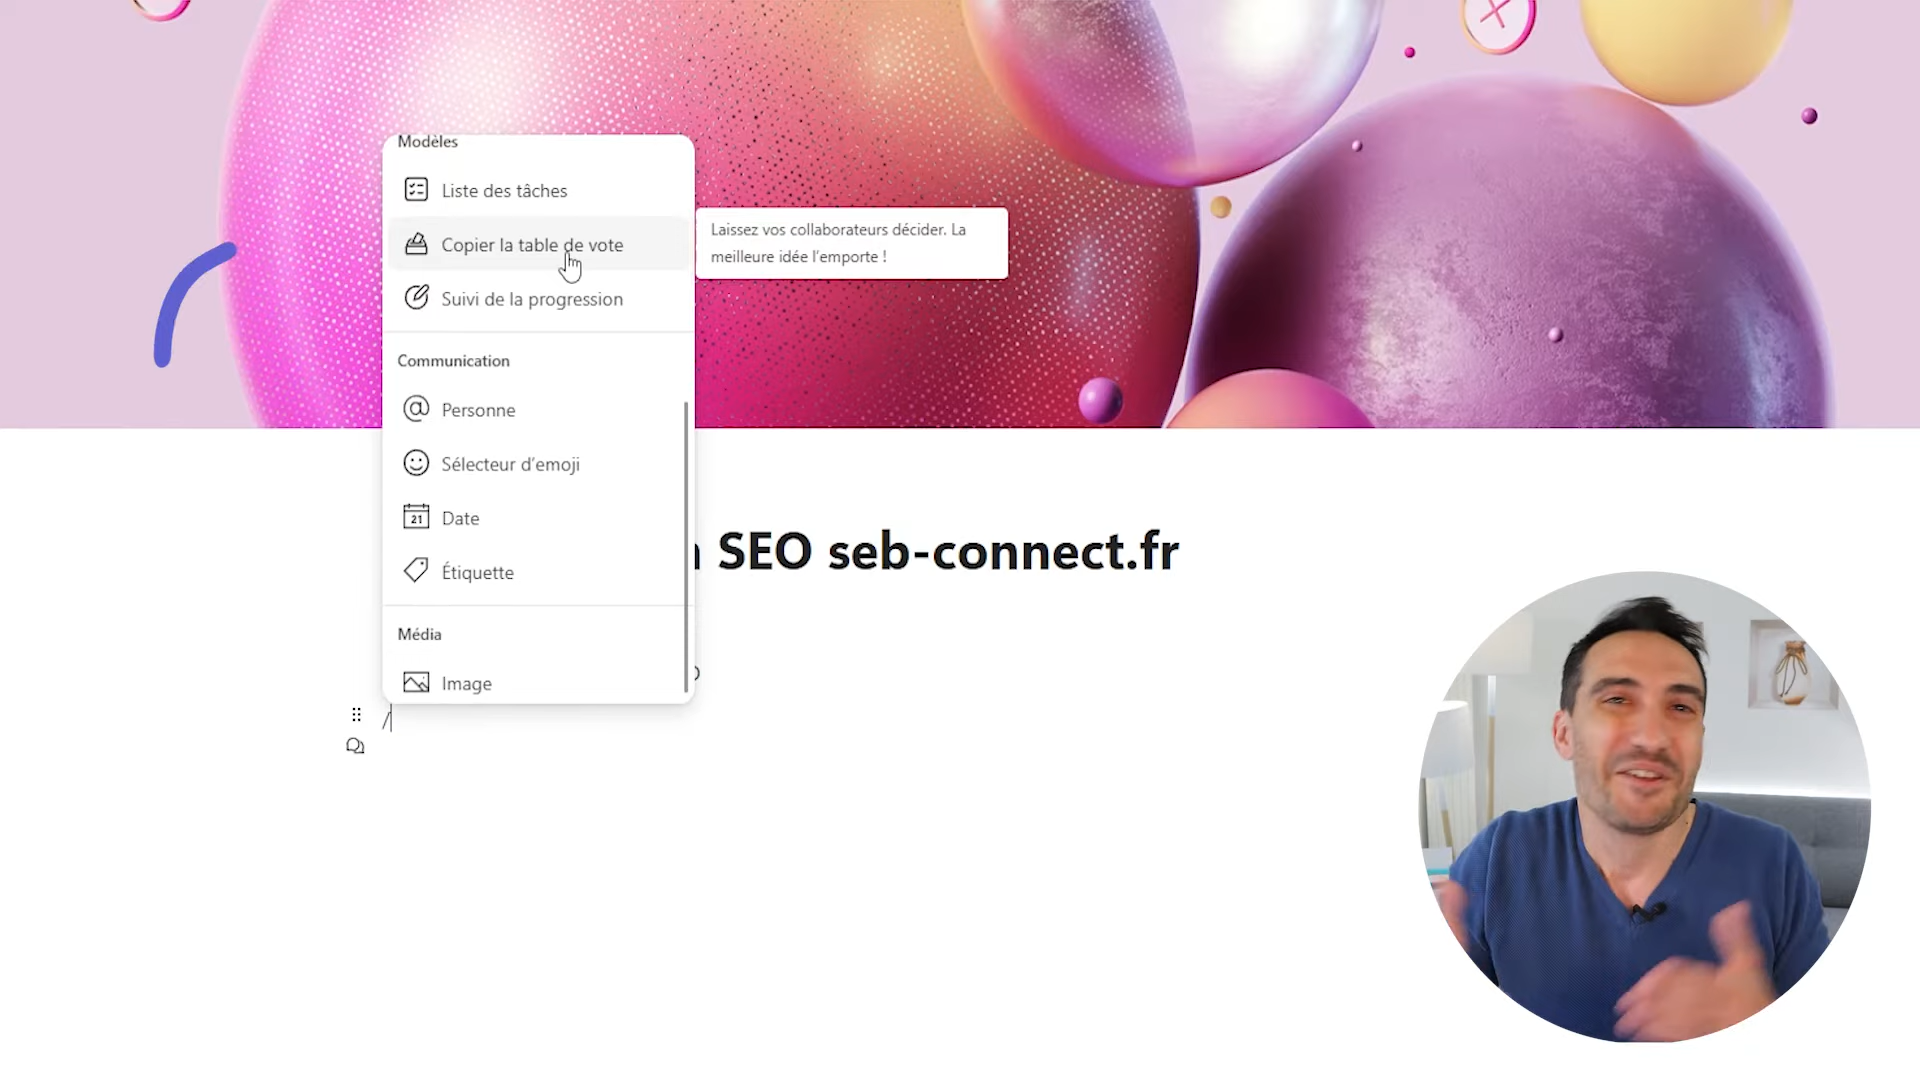 Modèles
Liste des tâches
Copier la table de vote
Laissez vos collaborateurs décider. La
meilleure idée l'emporte !
Suivi de la progression
Communication
Personne
Sélecteur d'emoji
21 Date
SEO seb-connect.fr
Étiquette
Média
Image
/